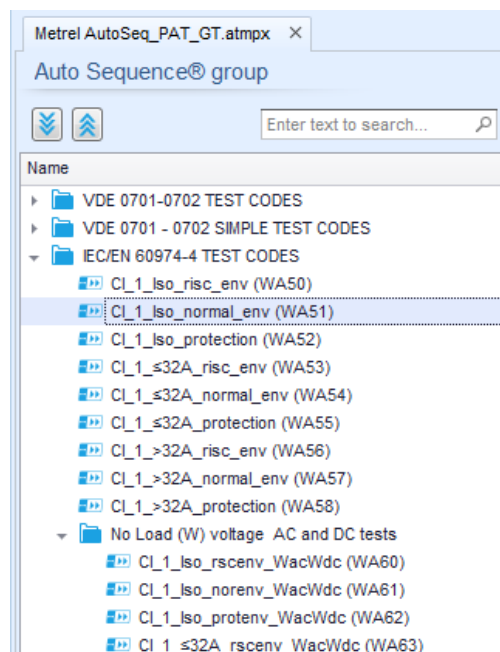 Metrel AutoSeq_PAT_GT.atmpx ×
Auto Sequence® group
Enter text to search...
Name
VDE 0701-0702 TEST CODES
VDE 0701 - 0702 SIMPLE TEST CODES
IEC/EN 60974-4 TEST CODES
Cl_1_Iso_risc_env (WA50)
Cl_1_Iso_normal_env (WA51)
Cl_1_Iso_protection (WA52)
Cl_1_≤32A_risc_env (WA53)
Cl_1_≤32A_normal_env (WA54)
Cl_1_≤32A_protection (WA55)
Cl_1_>32A_risc_env (WA56)
Cl_1_>32A_normal_env (WA57)
Cl_1_>32A_protection (WA58)
No Load (W) voltage  AC and DC tests
Cl_1_Iso_rscenv_WacWdc (WA60)
Cl_1_Iso_norenv_WacWdc (WA61)
Cl_1_Iso_protenv_WacWdc (WA62)
Cl_1_≤32A_rscenv_WacWdc (WA63)